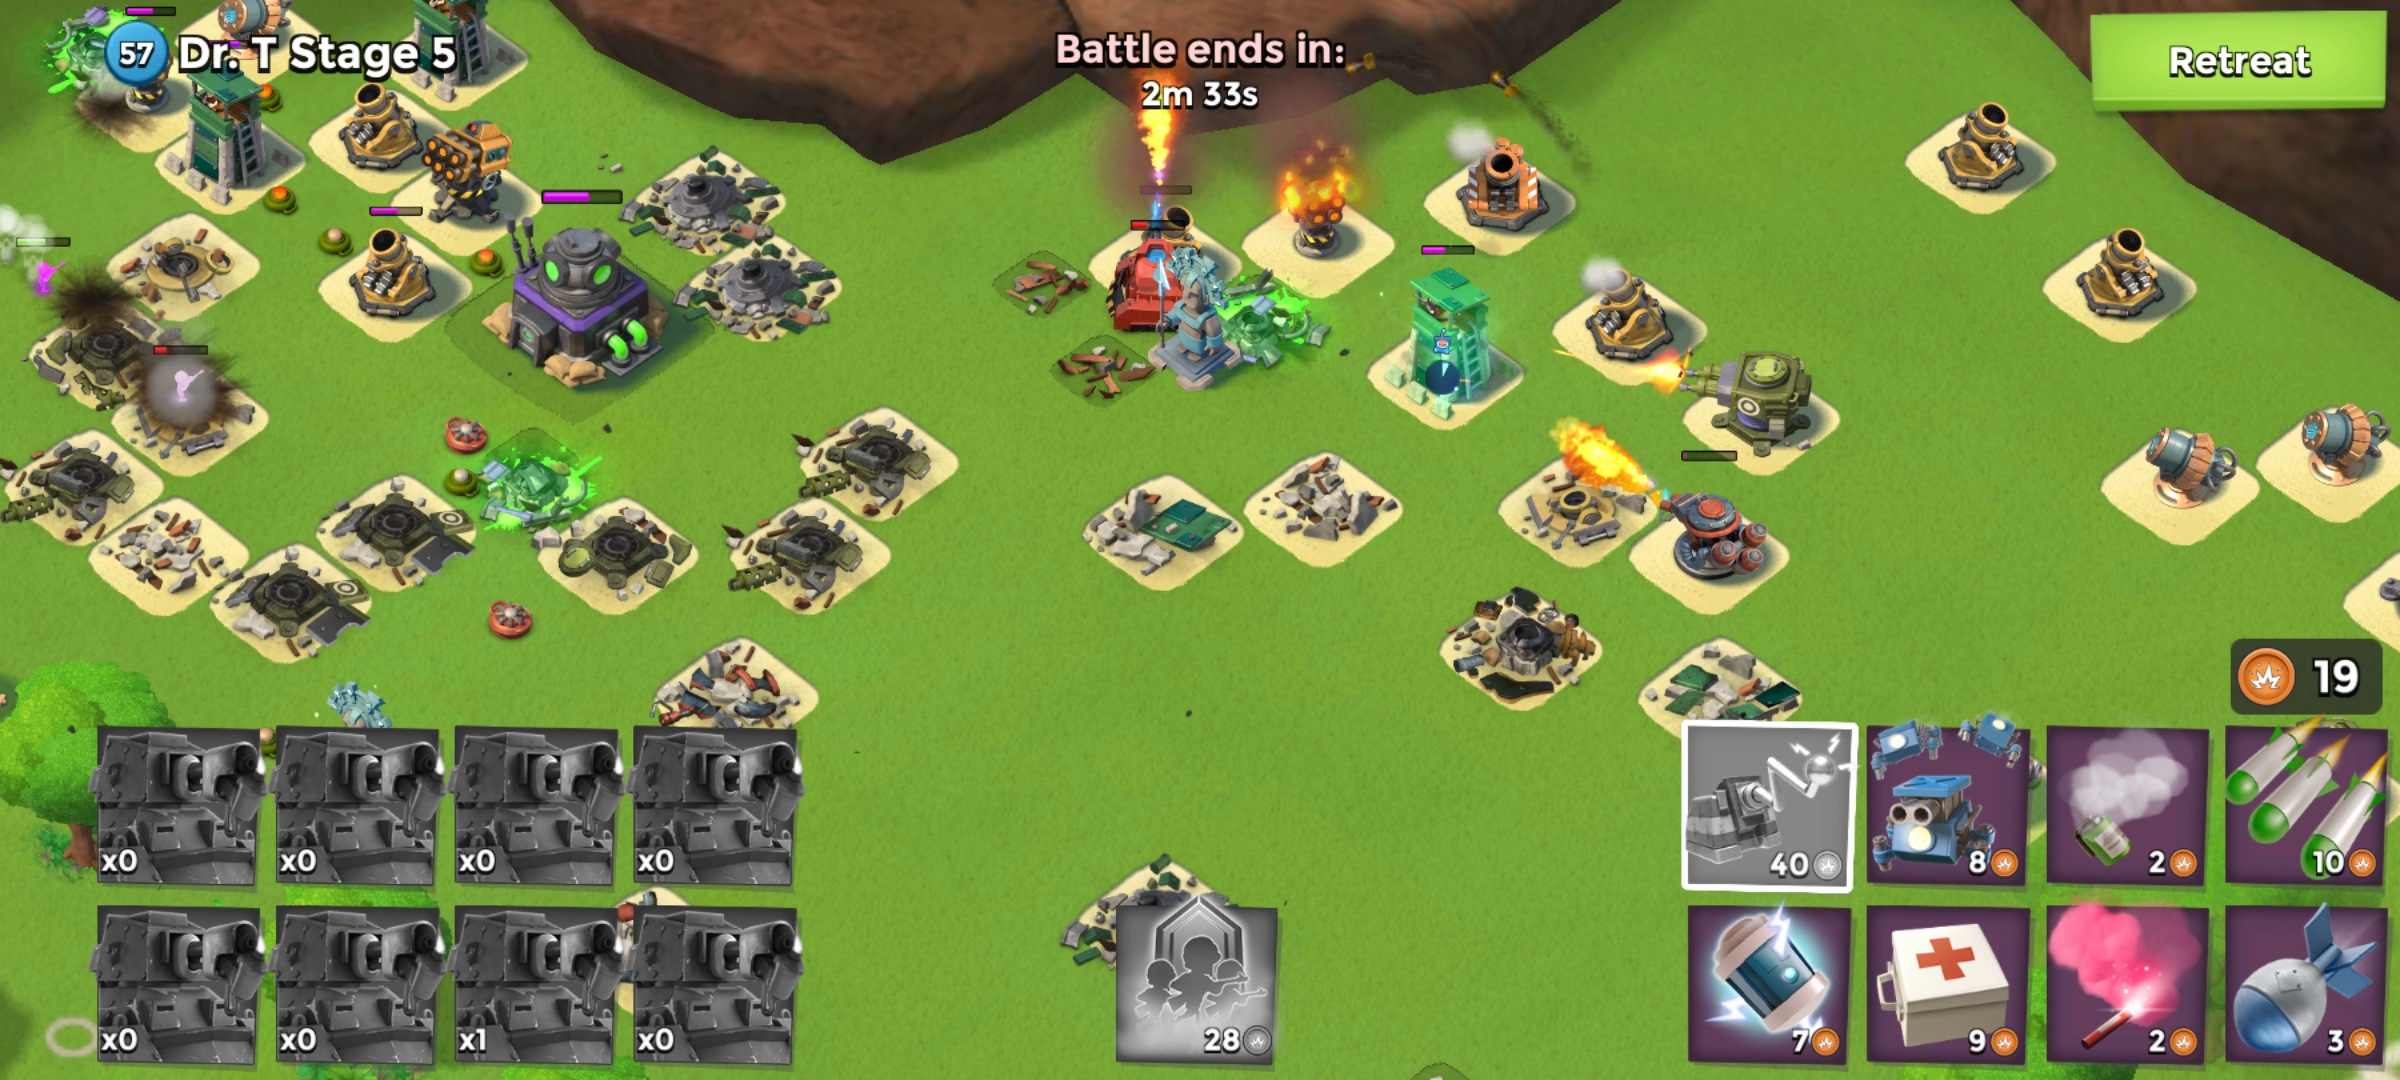 57 Dr. T Stage 5
Battle ends in:
2m 33s
Retreat
19
x0 x0 x0 x0
40 8 2 10
x0 x0 x1 x0
28
7 9 2 3